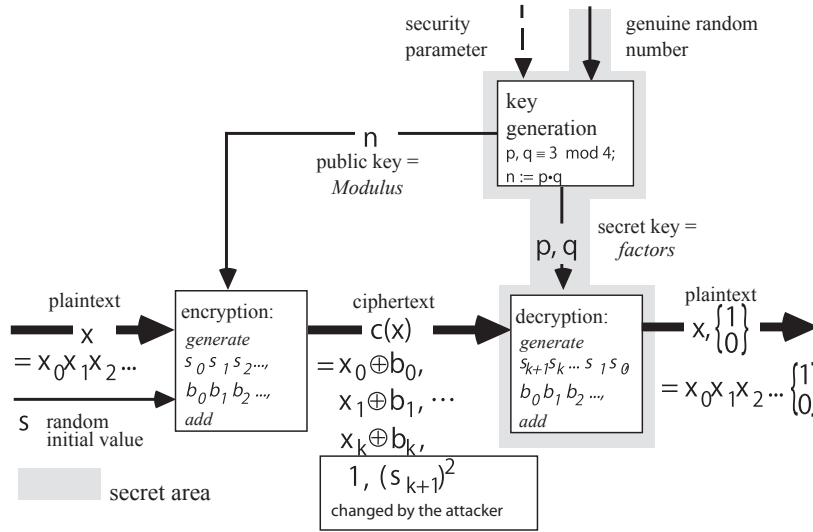 security
parameter
genuine random
number
key
generation
p, q ≡ 3 mod 4;
n := p•q
n
public key =
Modulus
secret key =
factors
p, q
plaintext
x
= x₀x₁x₂ ...
s random
initial value
encryption:
generate
s₀ s₁ s₂...,
b₀ b₁ b₂ ...,
add
ciphertext
c(x)
= x₀⊕b₀,
x₁⊕b₁, ...
xₖ⊕bₖ,
1, (sₖ₊₁)²
changed by the attacker
decryption:
generate
sₖ₊₁sₖ... s₁ s₀,
b₀ b₁ b₂ ...,
add
plaintext
x, {1
0}
= x₀x₁x₂ ... {1
0
secret area